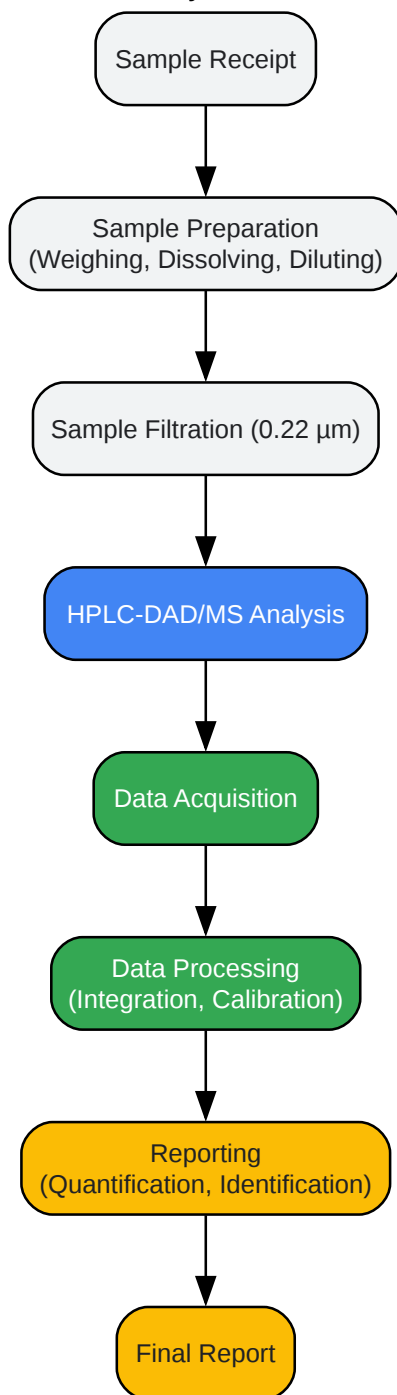 Sample Receipt
Sample Preparation
(Weighing, Dissolving, Diluting)
Sample Filtration (0.22 µm)
HPLC-DAD/MS Analysis
Data Acquisition
Data Processing
(Integration, Calibration)
Reporting
(Quantification, Identification)
Final Report